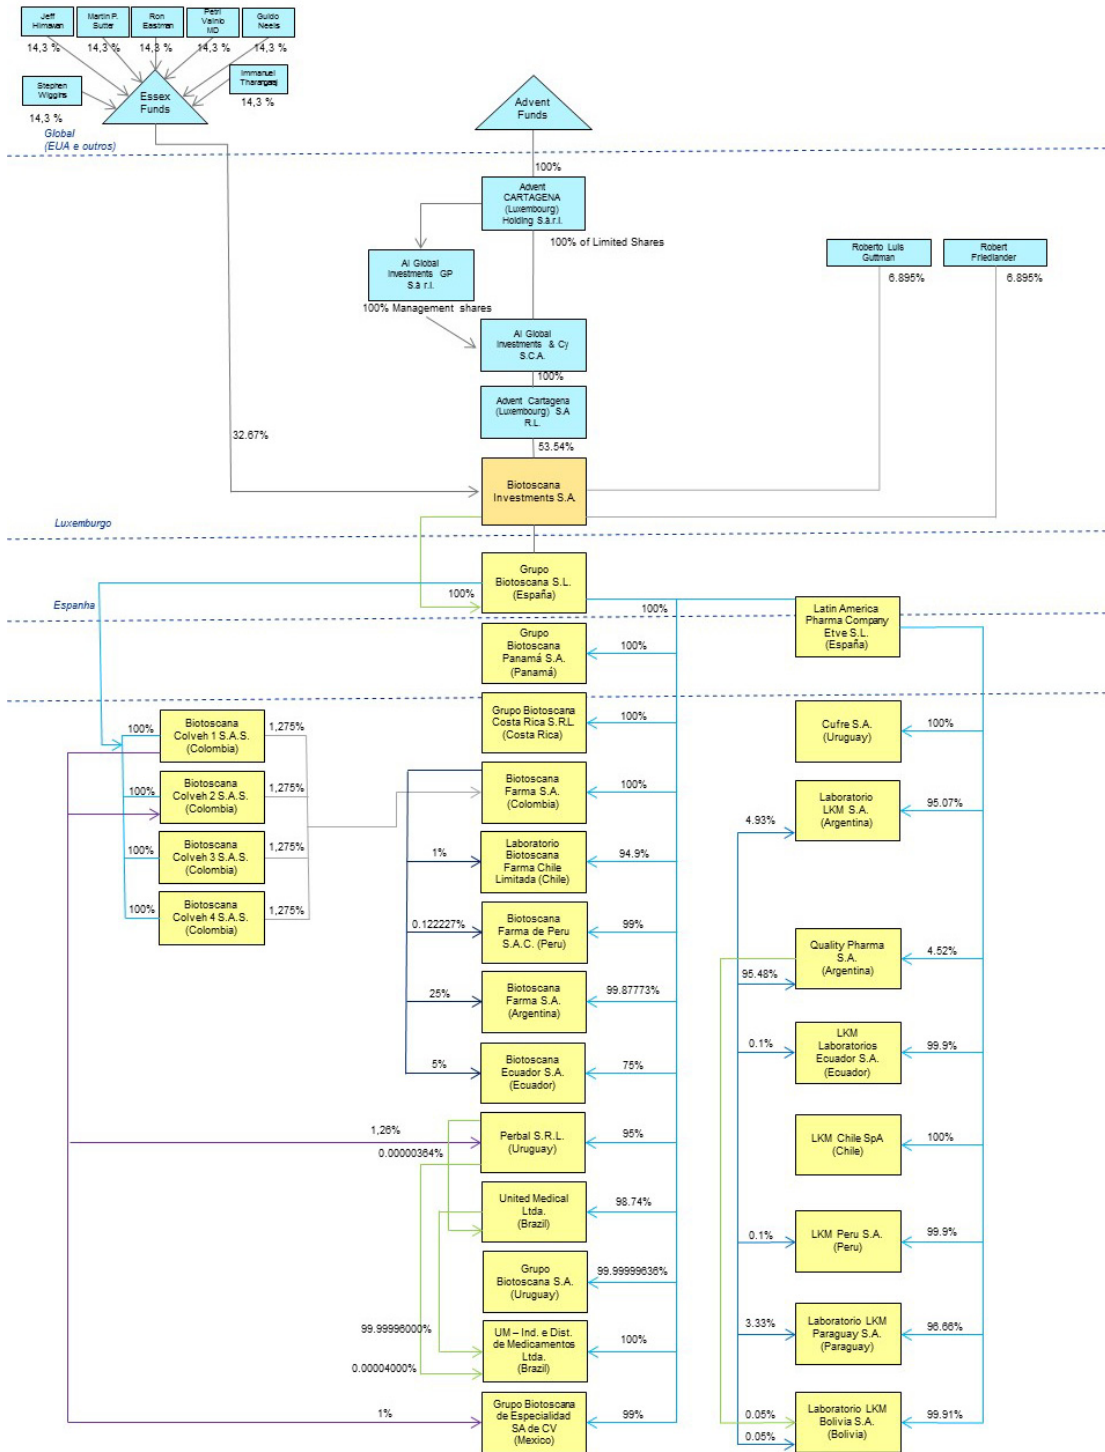 Jeff
Himawan
Martin P.
Sutter
Ron
Eastman
Petri
Vainio
MD
Guido
Neels
14,3 %
14,3 %
14,3 %
14,3 %
14,3 %
Stephen
Wiggins
14,3 %
Immanuel
Tharangaraj
14,3 %
Essex
Funds
Advent
Funds
Global
(EUA e outros)
100%
Advent
CARTAGENA
(Luxembourg)
Holding S.à.r.l.
100% of Limited Shares
AI Global
Investments GP
S.à r.l.
100% Management shares
Roberto Luis
Guttman
6.895%
Robert
Friedlander
6.895%
AI Global
Investments & Cy
S.C.A.
100%
Advent Cartagena
(Luxembourg) S.A
R.L.
32.67%
53.54%
Biotoscana
Investments S.A.
Luxemburgo
Grupo
Biotoscana S.L.
(España)
100%
100%
Espanha
Latin America
Pharma Company
Etve S.L.
(España)
Grupo
Biotoscana
Panamá S.A.
(Panamá)
100%
Grupo Biotoscana
Costa Rica S.R.L.
(Costa Rica)
100%
100%
Biotoscana
Colveh 1 S.A.S.
(Colombia)
1,275%
100%
Biotoscana
Colveh 2 S.A.S.
(Colombia)
1,275%
100%
Biotoscana
Colveh 3 S.A.S.
(Colombia)
1,275%
100%
Biotoscana
Colveh 4 S.A.S.
(Colombia)
1,275%
Biotoscana
Farma S.A.
(Colombia)
100%
1%
Laboratorio
Biotoscana
Farma Chile
Limitada (Chile)
94.9%
0.122227%
Biotoscana
Farma de Peru
S.A.C. (Peru)
99%
25%
Biotoscana
Farma S.A.
(Argentina)
99.87773%
5%
Biotoscana
Ecuador S.A.
(Ecuador)
75%
1,26%
0.00000364%
Perbal S.R.L.
(Uruguay)
95%
United Medical
Ltda.
(Brazil)
98.74%
Grupo
Biotoscana S.A.
(Uruguay)
99.99999636%
99.99996000%
0.00004000%
UM – Ind. e Dist.
de Medicamentos
Ltda.
(Brazil)
100%
1%
Grupo Biotoscana
de Especialidad
SA de CV
(Mexico)
99%
Cufre S.A.
(Uruguay)
100%
4.93%
Laboratorio
LKM S.A.
(Argentina)
95.07%
95.48%
Quality Pharma
S.A.
(Argentina)
4.52%
0.1%
LKM
Laboratorios
Ecuador S.A.
(Ecuador)
99.9%
LKM Chile SpA
(Chile)
100%
0.1%
LKM Peru S.A.
(Peru)
99.9%
3.33%
Laboratorio LKM
Paraguay S.A.
(Paraguay)
96.66%
0.05%
0.05%
Laboratorio LKM
Bolivia S.A.
(Bolivia)
99.91%